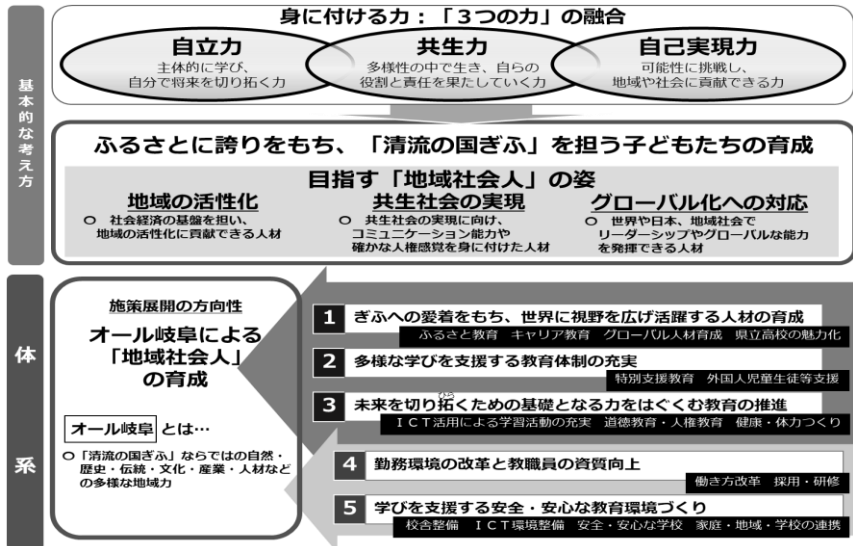 身に付ける力：「３つの力」の融合
自立力
主体的に学び、
自分で将来を切り拓く力
共生力
多様性の中で生き、自らの
役割と責任を果たしていく力
自己実現力
可能性に挑戦し、
地域や社会に貢献できる力
基本的な考え方
ふるさとに誇りをもち、「清流の国ぎふ」を担う子どもたちの育成
目指す「地域社会人」の姿
地域の活性化
○ 社会経済の基盤を担い、
地域の活性化に貢献できる人材
共生社会の実現
○ 共生社会の実現に向け、
コミュニケーション能力や
確かな人権感覚を身に付けた人材
グローバル化への対応
○ 世界や日本、地域社会で
リーダーシップやグローバルな能力
を発揮できる人材
体系
施策展開の方向性
オール岐阜による
「地域社会人」
の育成
オール岐阜 とは…
○ 「清流の国ぎふ」ならではの自然・
歴史・伝統・文化・産業・人材など
の多様な地域力
1 ぎふへの愛着をもち、世界に視野を広げ活躍する人材の育成
ふるさと教育 キャリア教育 グローバル人材育成 県立高校の魅力化
2 多様な学びを支援する教育体制の充実
特別支援教育 外国人児童生徒等支援
ひら
3 未来を切り拓くための基礎となる力をはぐくむ教育の推進
ＩＣＴ活用による学習活動の充実 道徳教育・人権教育 健康・体力つくり
4 勤務環境の改革と教職員の資質向上
働き方改革 採用・研修
5 学びを支援する安全・安心な教育環境づくり
校舎整備 ＩＣＴ環境整備 安全・安心な学校 家庭・地域・学校の連携